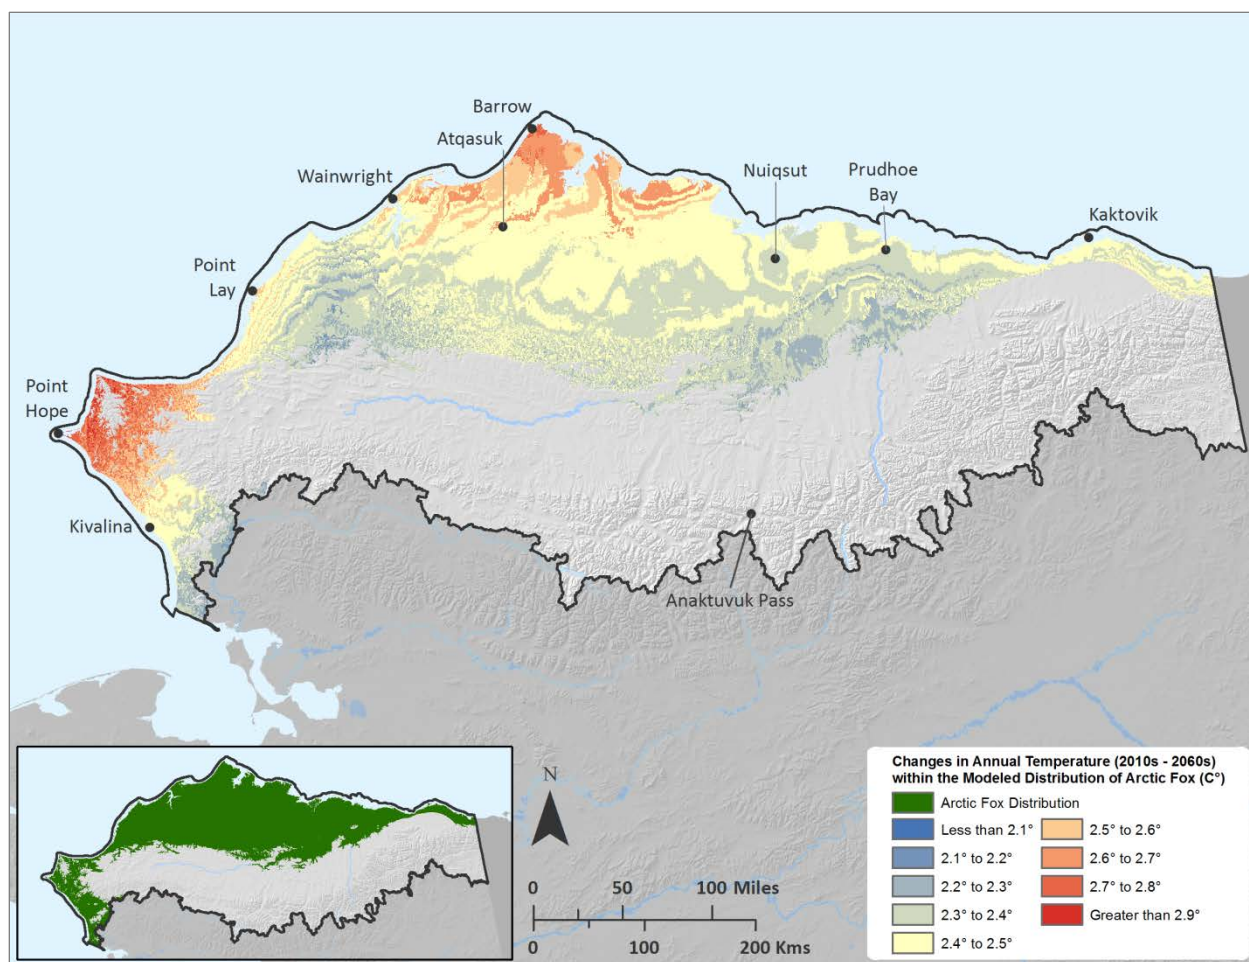 Barrow
Atqasuk
Wainwright
Nuiqsut
Prudhoe
Bay
Kaktovik
Point
Lay
Point
Hope
Kivalina
Anaktuvuk Pass
N
0 50 100 Miles
0 100 200 Kms
Changes in Annual Temperature (2010s - 2060s)
within the Modeled Distribution of Arctic Fox (C°)
Arctic Fox Distribution
Less than 2.1°
2.1° to 2.2°
2.2° to 2.3°
2.3° to 2.4°
2.4° to 2.5°
2.5° to 2.6°
2.6° to 2.7°
2.7° to 2.8°
Greater than 2.9°